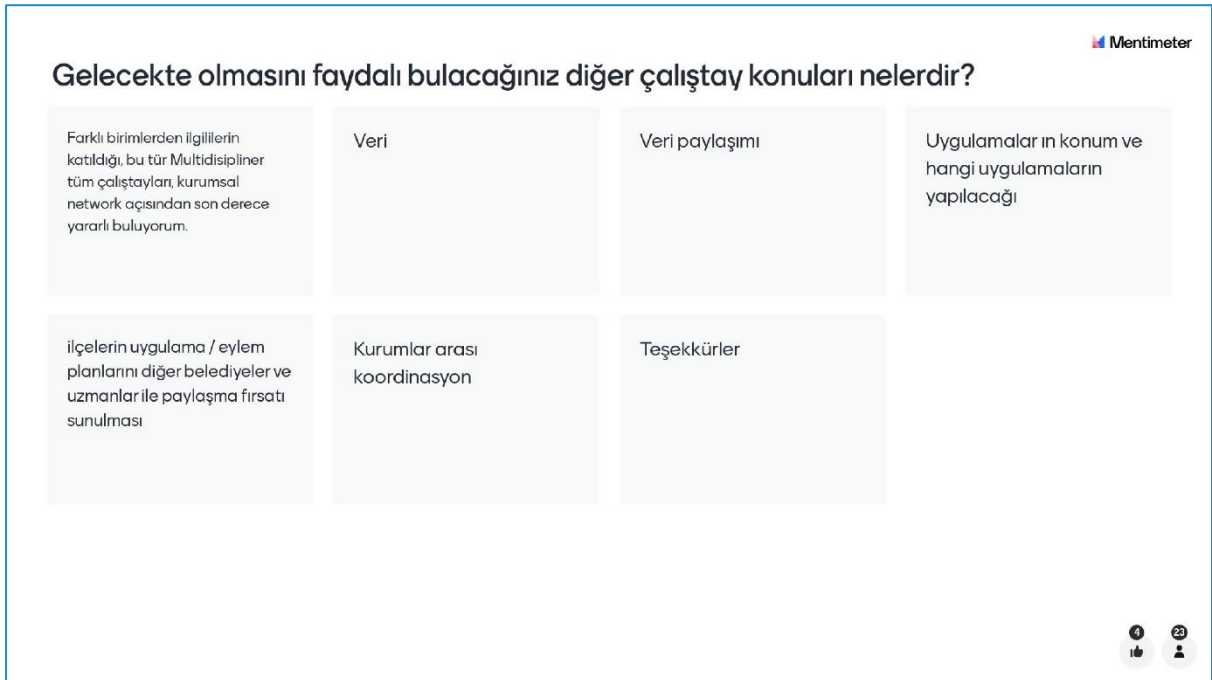 Mentimeter
Gelecekte olmasını faydalı bulacağınız diğer çalıştay konuları nelerdir?
Farklı birimlerden ilgililerin
katıldığı, bu tür Multidisipliner
tüm çalıştayları, kurumsal
network açısından son derece
yararlı buluyorum.
Veri
Veri paylaşımı
Uygulamalar ın konum ve
hangi uygulamaların
yapılacağı
ilçelerin uygulama / eylem
planlarını diğer belediyeler ve
uzmanlar ile paylaşma fırsatı
sunulması
Kurumlar arası
koordinasyon
Teşekkürler
4
23